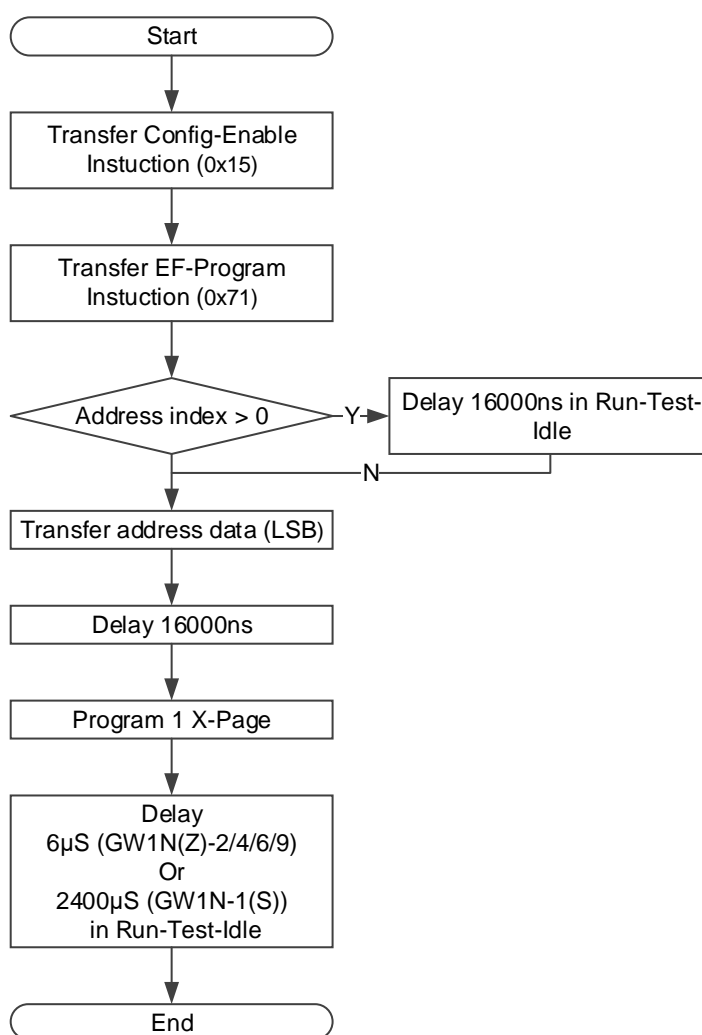 Start
Transfer Config-Enable
Instuction (0x15)
Transfer EF-Program
Instuction (0x71)
Address index > 0
Y
Delay 16000ns in Run-Test-
Idle
N
Transfer address data (LSB)
Delay 16000ns
Program 1 X-Page
Delay
6µS (GW1N(Z)-2/4/6/9)
Or
2400µS (GW1N-1(S))
in Run-Test-Idle
End